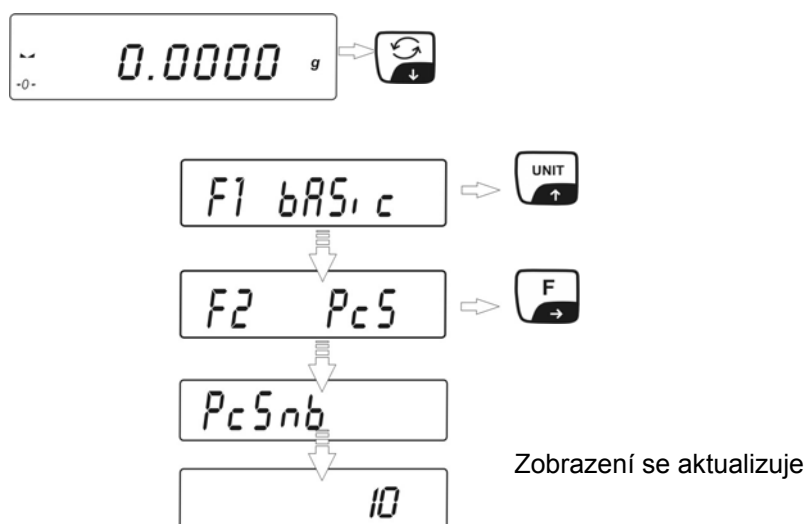 -0- 0.0000 g
F1 bASic
UNIT
F2 PcS
F
PcSnb
Zobrazení se aktualizuje
10